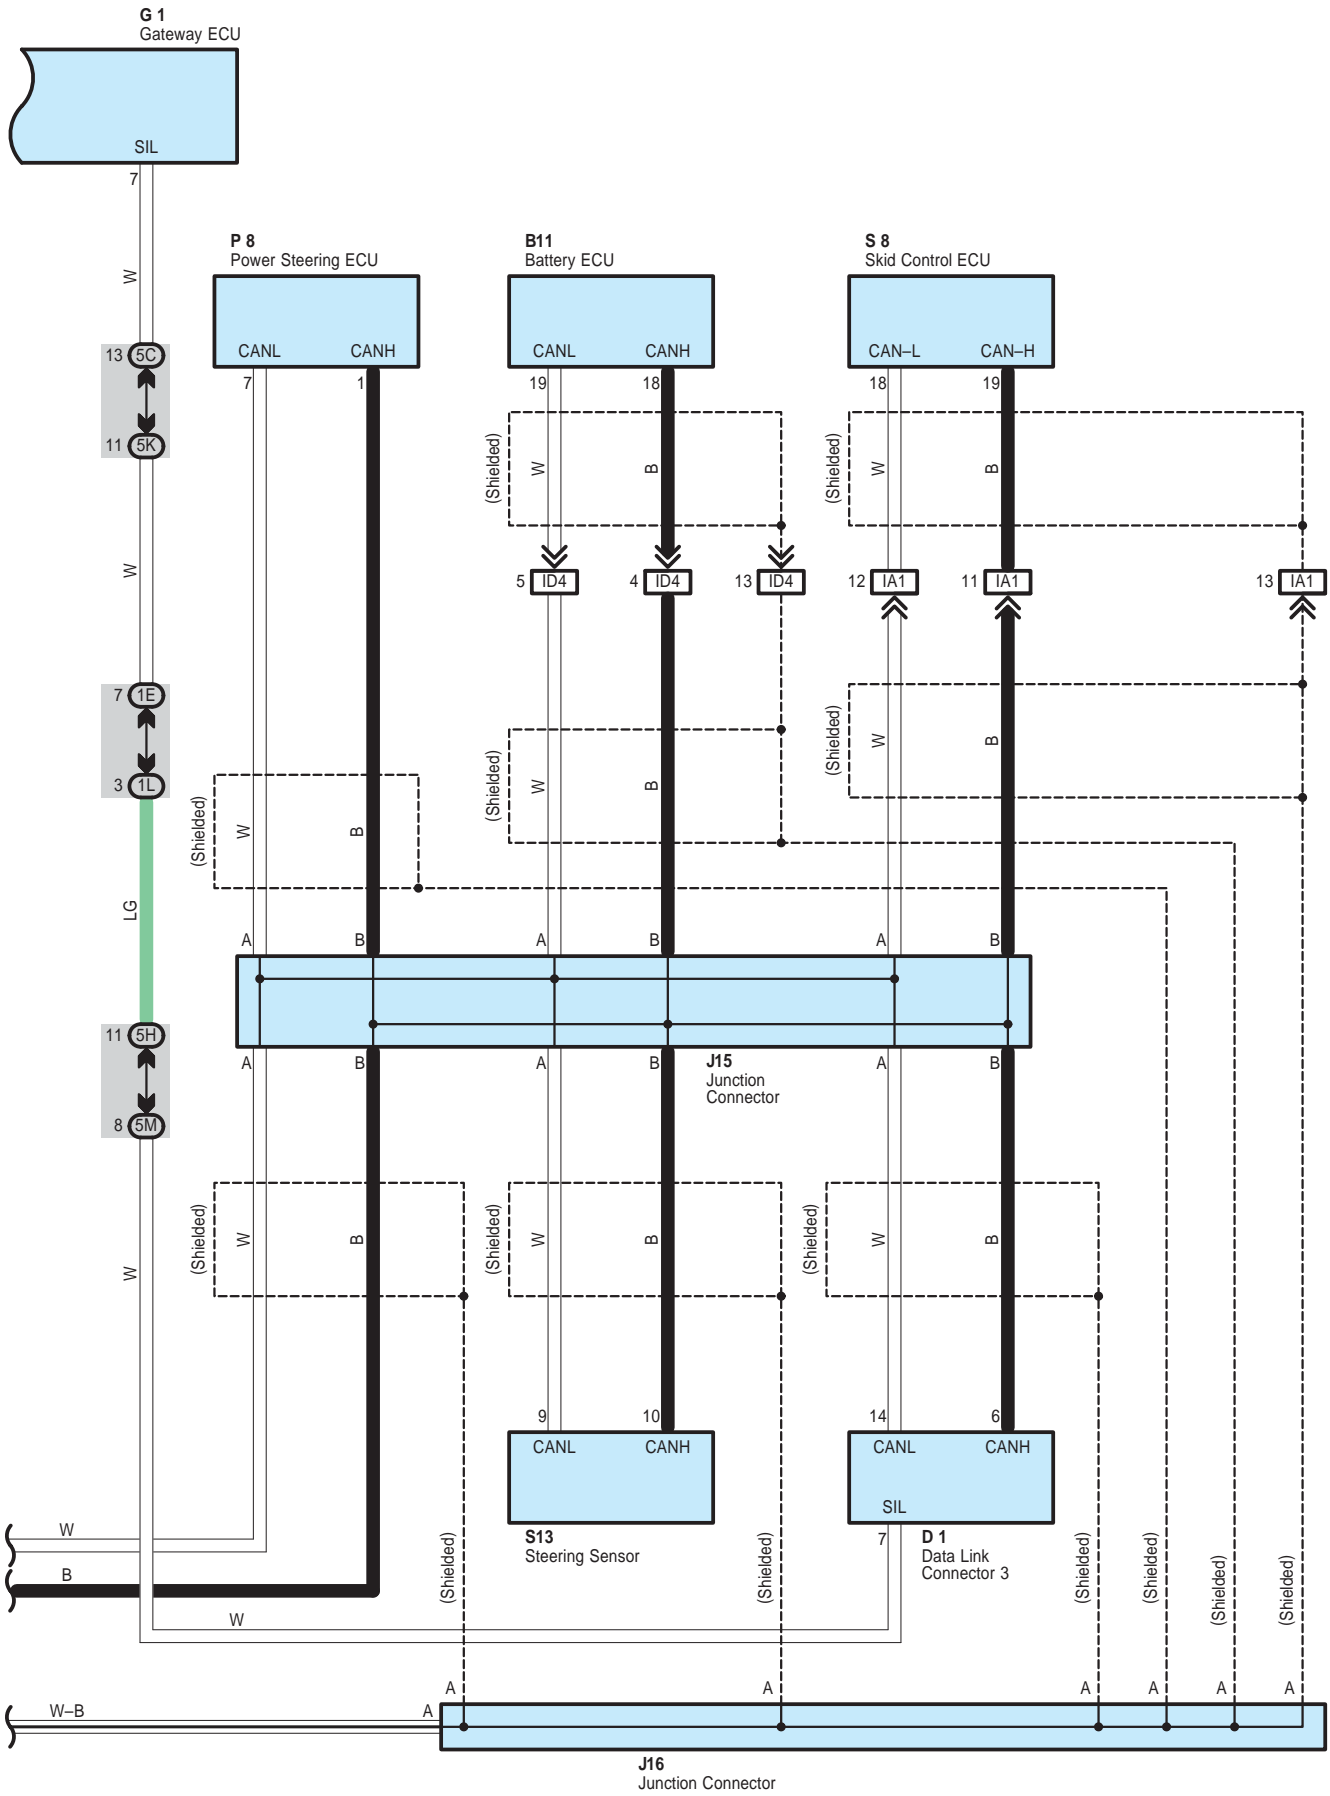 G 1
Gateway ECU
SIL
7
W
P 8
Power Steering ECU
B11
Battery ECU
S 8
Skid Control ECU
13 5C
CANL CANH
CANL CANH
CAN–L CAN–H
7 1
19 18
18 19
11 5K
(Shielded) W B
(Shielded) W B
W
5 ID4
4 ID4
13 ID4
12 IA1
11 IA1
13 IA1
7 1E
3 1L
(Shielded) W B
(Shielded) W B
(Shielded) W B
LG
A B A B A B
11 5H
A B A B A B
J15
Junction
Connector
8 5M
(Shielded) W B
(Shielded) W B
(Shielded) W B
W
9 10
14 6
CANL CANH
CANL CANH
SIL
S13
Steering Sensor
7
D 1
Data Link
Connector 3
W
B
W
(Shielded)
(Shielded)
(Shielded)
(Shielded)
(Shielded)
(Shielded)
A A A A A A
W–B A
J16
Junction Connector